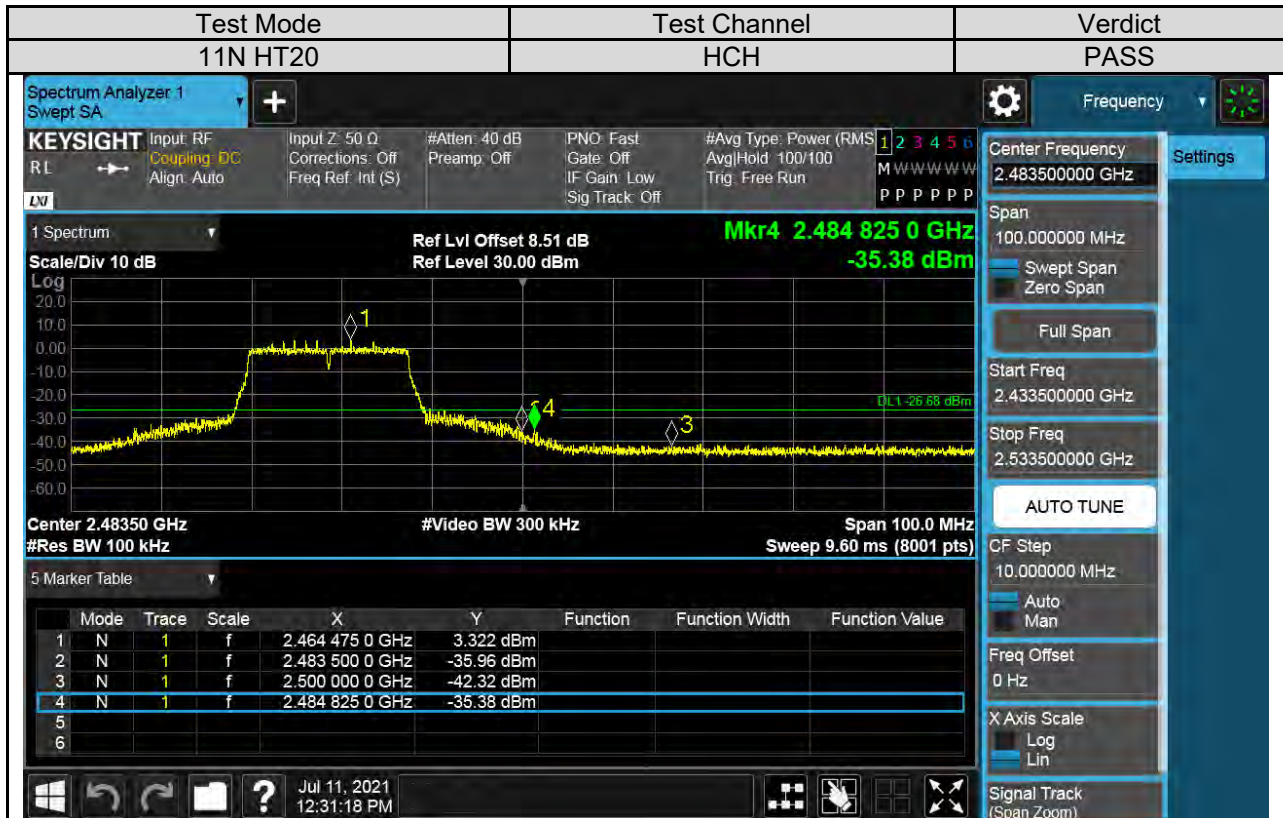 Test Mode Test Channel Verdict
11N HT20 HCH PASS
Spectrum Analyzer 1
Swept SA
+
Frequency
KEYSIGHT
RL
LXI
Input: RF
Coupling: DC
Align: Auto
Input Z: 50 Ω
Corrections: Off
Freq Ref: Int (S)
#Atten: 40 dB
Preamp: Off
PNO: Fast
Gate: Off
IF Gain: Low
Sig Track: Off
#Avg Type: Power (RMS
Avg|Hold: 100/100
Trig: Free Run
1 2 3 4 5 6
M W W W W W
P P P P P P
1 Spectrum
Scale/Div 10 dB
Log
Ref Lvl Offset 8.51 dB
Ref Level 30.00 dBm
Mkr4 2.484 825 0 GHz
-35.38 dBm
20.0
10.0
0.00
-10.0
-20.0
-30.0
-40.0
-50.0
-60.0
1
4
3
DL1 -26.68 dBm
Center 2.48350 GHz
#Res BW 100 kHz
#Video BW 300 kHz
Span 100.0 MHz
Sweep 9.60 ms (8001 pts)
5 Marker Table
Mode Trace Scale X Y Function Function Width Function Value
1 N 1 f 2.464 475 0 GHz 3.322 dBm
2 N 1 f 2.483 500 0 GHz -35.96 dBm
3 N 1 f 2.500 000 0 GHz -42.32 dBm
4 N 1 f 2.484 825 0 GHz -35.38 dBm
5
6
?
Jul 11, 2021
12:31:18 PM
Center Frequency
2.483500000 GHz
Settings
Span
100.000000 MHz
Swept Span
Zero Span
Full Span
Start Freq
2.433500000 GHz
Stop Freq
2.533500000 GHz
AUTO TUNE
CF Step
10.000000 MHz
Auto
Man
Freq Offset
0 Hz
X Axis Scale
Log
Lin
Signal Track
(Span Zoom)